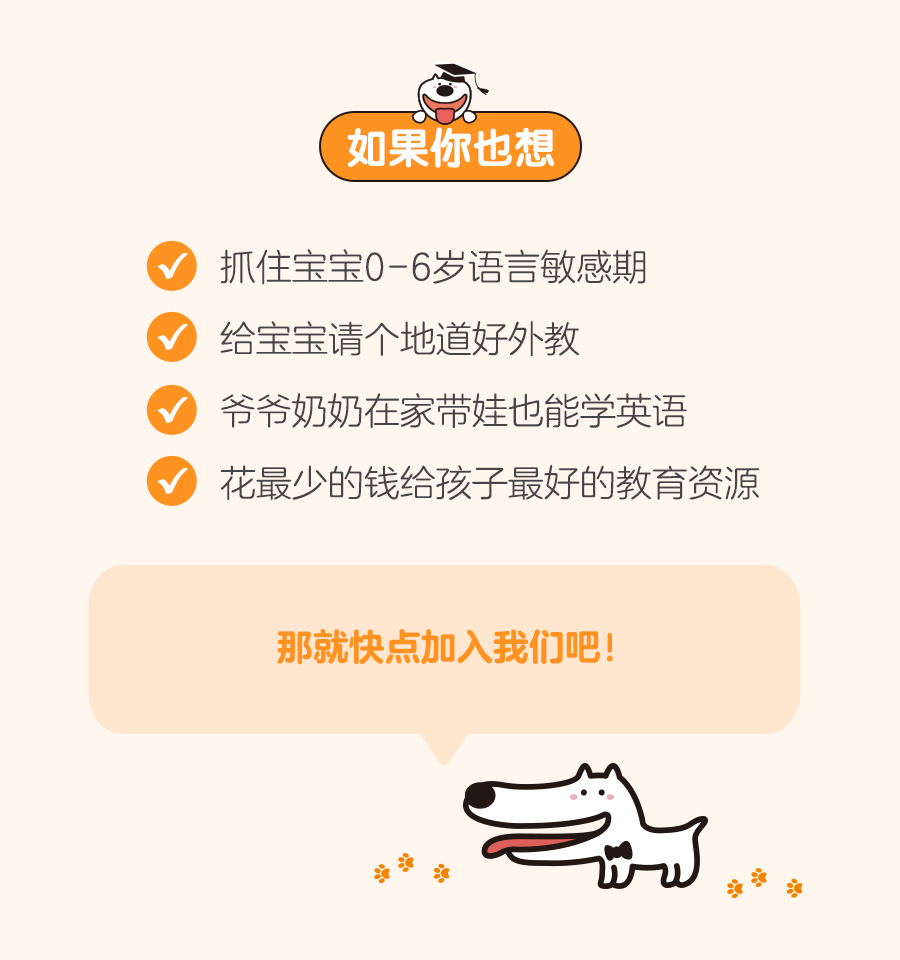 如果你也想
抓住宝宝0-6岁语言敏感期
给宝宝请个地道好外教
爷爷奶奶在家带娃也能学英语
花最少的钱给孩子最好的教育资源
那就快点加入我们吧！